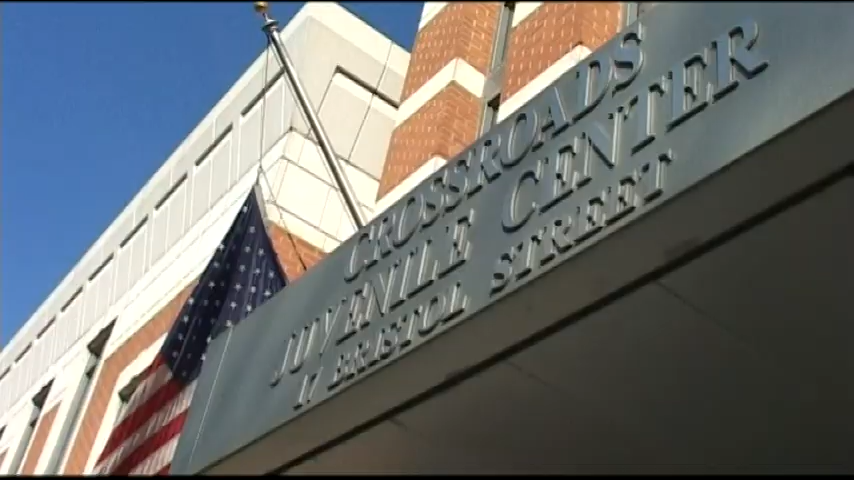 CROSSROADS
JUVENILE CENTER
17 BRISTOL STREET